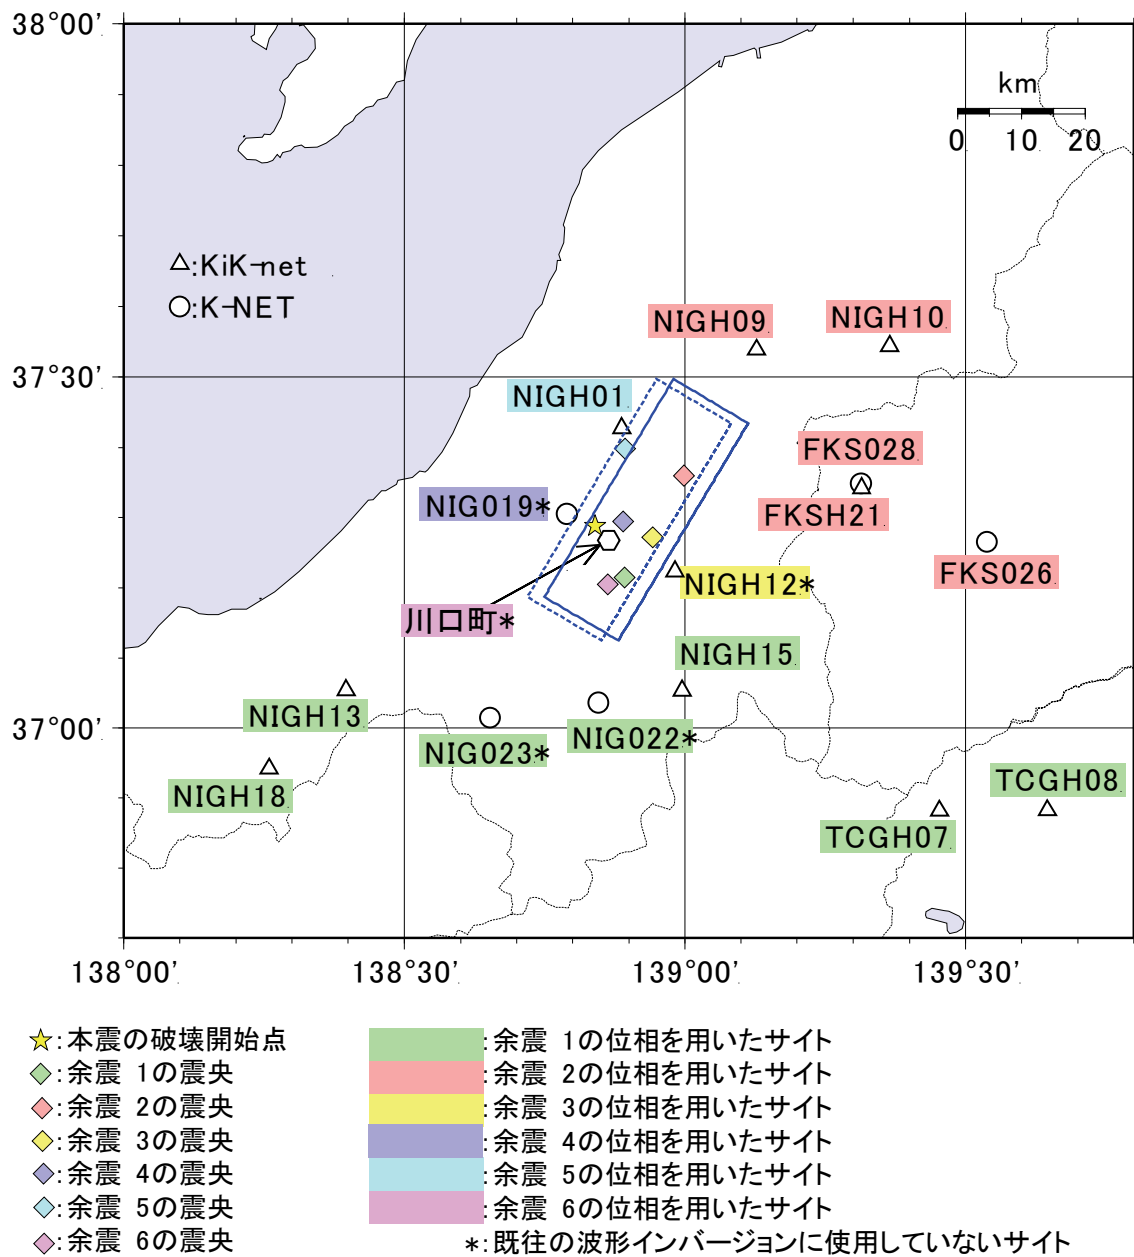 38°00'
km
0 10 20
△:KiK-net
○:K-NET
NIGH09
NIGH10
37°30'
NIGH01
FKS028
NIG019*
FKSH21
FKS026
NIGH12*
川口町*
NIGH15
NIGH13
37°00'
NIG022*
NIG023*
NIGH18
TCGH08
TCGH07
138°00' 138°30' 139°00' 139°30'
☆:本震の破壊開始点
◇:余震 1の震央
◇:余震 2の震央
◇:余震 3の震央
◇:余震 4の震央
◇:余震 5の震央
◇:余震 6の震央
:余震 1の位相を用いたサイト
:余震 2の位相を用いたサイト
:余震 3の位相を用いたサイト
:余震 4の位相を用いたサイト
:余震 5の位相を用いたサイト
:余震 6の位相を用いたサイト
*:既往の波形インバージョンに使用していないサイト